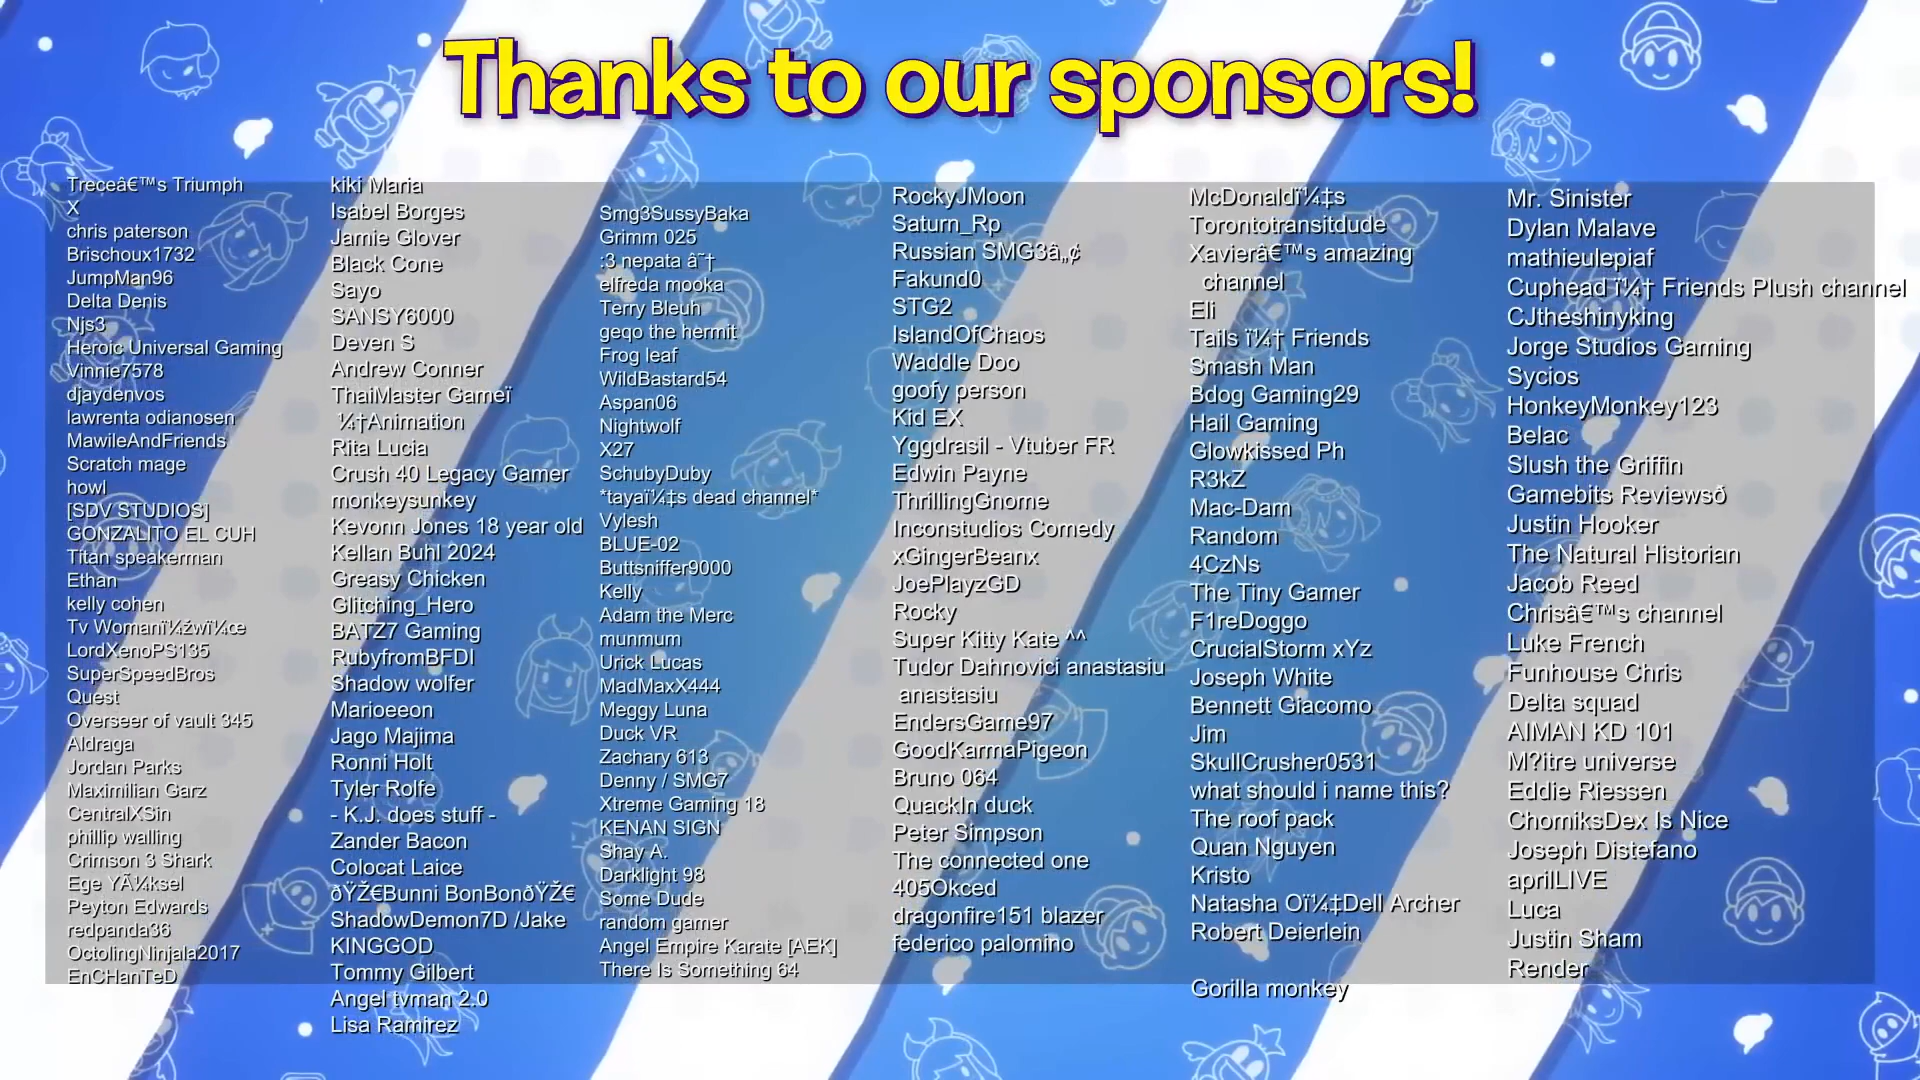 Thanks to our sponsors!
Treceâ€™s Triumph
X
chris paterson
Brischoux1732
JumpMan96
Delta Denis
Njs3
Heroic Universal Gaming
Vinnie7578
djaydenvos
lawrenta odianosen
MawileAndFriends
Scratch mage
howl
[SDV STUDIOS]
GONZALITO EL CUH
Titan speakerman
Ethan
kelly cohen
Tv Womanï¼žwï¼œ
LordXenoPS135
SuperSpeedBros
Quest
Overseer of vault 345
Aldraga
Jordan Parks
Maximilian Garz
CentralXSin
phillip walling
Crimson 3 Shark
Ege YÃ¼ksel
Peyton Edwards
redpanda36
OctolingNinjala2017
EnCHanTeD
kiki Maria
Isabel Borges
Jamie Glover
Black Cone
Sayo
SANSY6000
Deven S
Andrew Conner
ThaiMaster Gameï
¼†Animation
Rita Lucia
Crush 40 Legacy Gamer
monkeysunkey
Kevonn Jones 18 year old
Kellan Buhl 2024
Greasy Chicken
Glitching_Hero
BATZ7 Gaming
RubyfromBFDI
Shadow wolfer
Marioeeon
Jago Majima
Ronni Holt
Tyler Rolfe
- K.J. does stuff -
Zander Bacon
Colocat Laice
ðŸŽ€Bunni BonBonðŸŽ€
ShadowDemon7D /Jake
KINGGOD
Tommy Gilbert
Angel tvman 2.0
Lisa Ramirez
Smg3SussyBaka
Grimm 025
:3 nepata â˜†
elfreda mooka
Terry Bleuh
geqo the hermit
Frog leaf
WildBastard54
Aspan06
Nightwolf
X27
SchubyDuby
*tayaï¼‡s dead channel*
Vylesh
BLUE-02
Buttsniffer9000
Kelly
Adam the Merc
munmum
Urick Lucas
MadMaxX444
Meggy Luna
Duck VR
Zachary 613
Denny / SMG7
Xtreme Gaming 18
KENAN SIGN
Shay A.
Darklight 98
Some Dude
random gamer
Angel Empire Karate [AEK]
There Is Something 64
RockyJMoon
Saturn_Rp
Russian SMG3â„¢
Fakund0
STG2
IslandOfChaos
Waddle Doo
goofy person
Kid EX
Yggdrasil - Vtuber FR
Edwin Payne
ThrillingGnome
Inconstudios Comedy
xGingerBeanx
JoePlayzGD
Rocky
Super Kitty Kate ^^
Tudor Dahnovici anastasiu
anastasiu
EndersGame97
GoodKarmaPigeon
Bruno 064
QuackIn duck
Peter Simpson
The connected one
405Okced
dragonfire151 blazer
federico palomino
McDonaldï¼‡s
Torontotransitdude
Xavierâ€™s amazing
channel
Eli
Tails ï¼† Friends
Smash Man
Bdog Gaming29
Hail Gaming
Glowkissed Ph
R3kZ
Mac-Dam
Random
4CzNs
The Tiny Gamer
F1reDoggo
CrucialStorm xYz
Joseph White
Bennett Giacomo
Jim
SkullCrusher0531
what should i name this?
The roof pack
Quan Nguyen
Kristo
Natasha Oï¼‡Dell Archer
Robert Deierlein
Gorilla monkey
Mr. Sinister
Dylan Malave
mathieulepiaf
Cuphead ï¼† Friends Plush channel
CJtheshinyking
Jorge Studios Gaming
Sycios
HonkeyMonkey123
Belac
Slush the Griffin
Gamebits Reviewsð
Justin Hooker
The Natural Historian
Jacob Reed
Chrisâ€™s channel
Luke French
Funhouse Chris
Delta squad
AIMAN KD 101
M?itre universe
Eddie Riessen
ChomiksDex Is Nice
Joseph Distefano
aprilLIVE
Luca
Justin Sham
Render